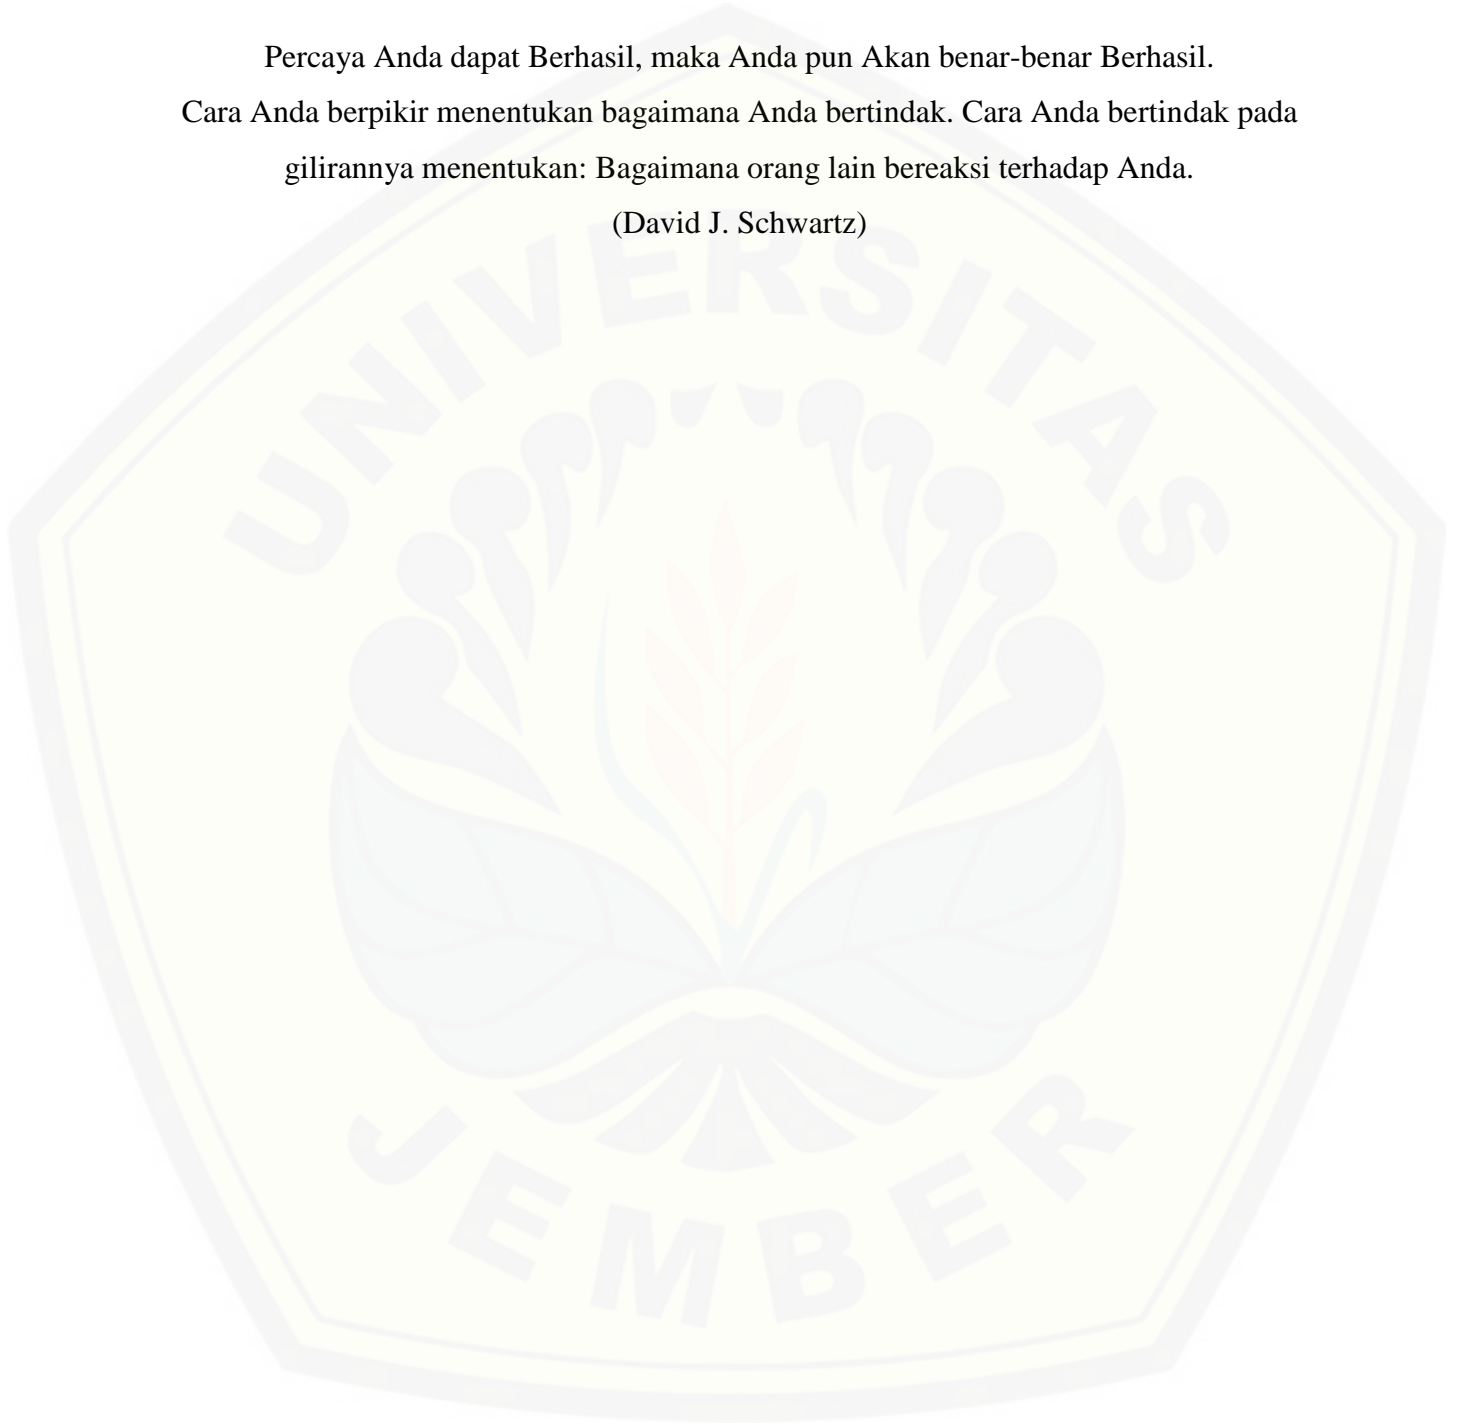 Percaya Anda dapat Berhasil, maka Anda pun Akan benar-benar Berhasil.
Cara Anda berpikir menentukan bagaimana Anda bertindak. Cara Anda bertindak pada
gilirannya menentukan: Bagaimana orang lain bereaksi terhadap Anda.
(David J. Schwartz)
UNIVERSITAS
JEMBER